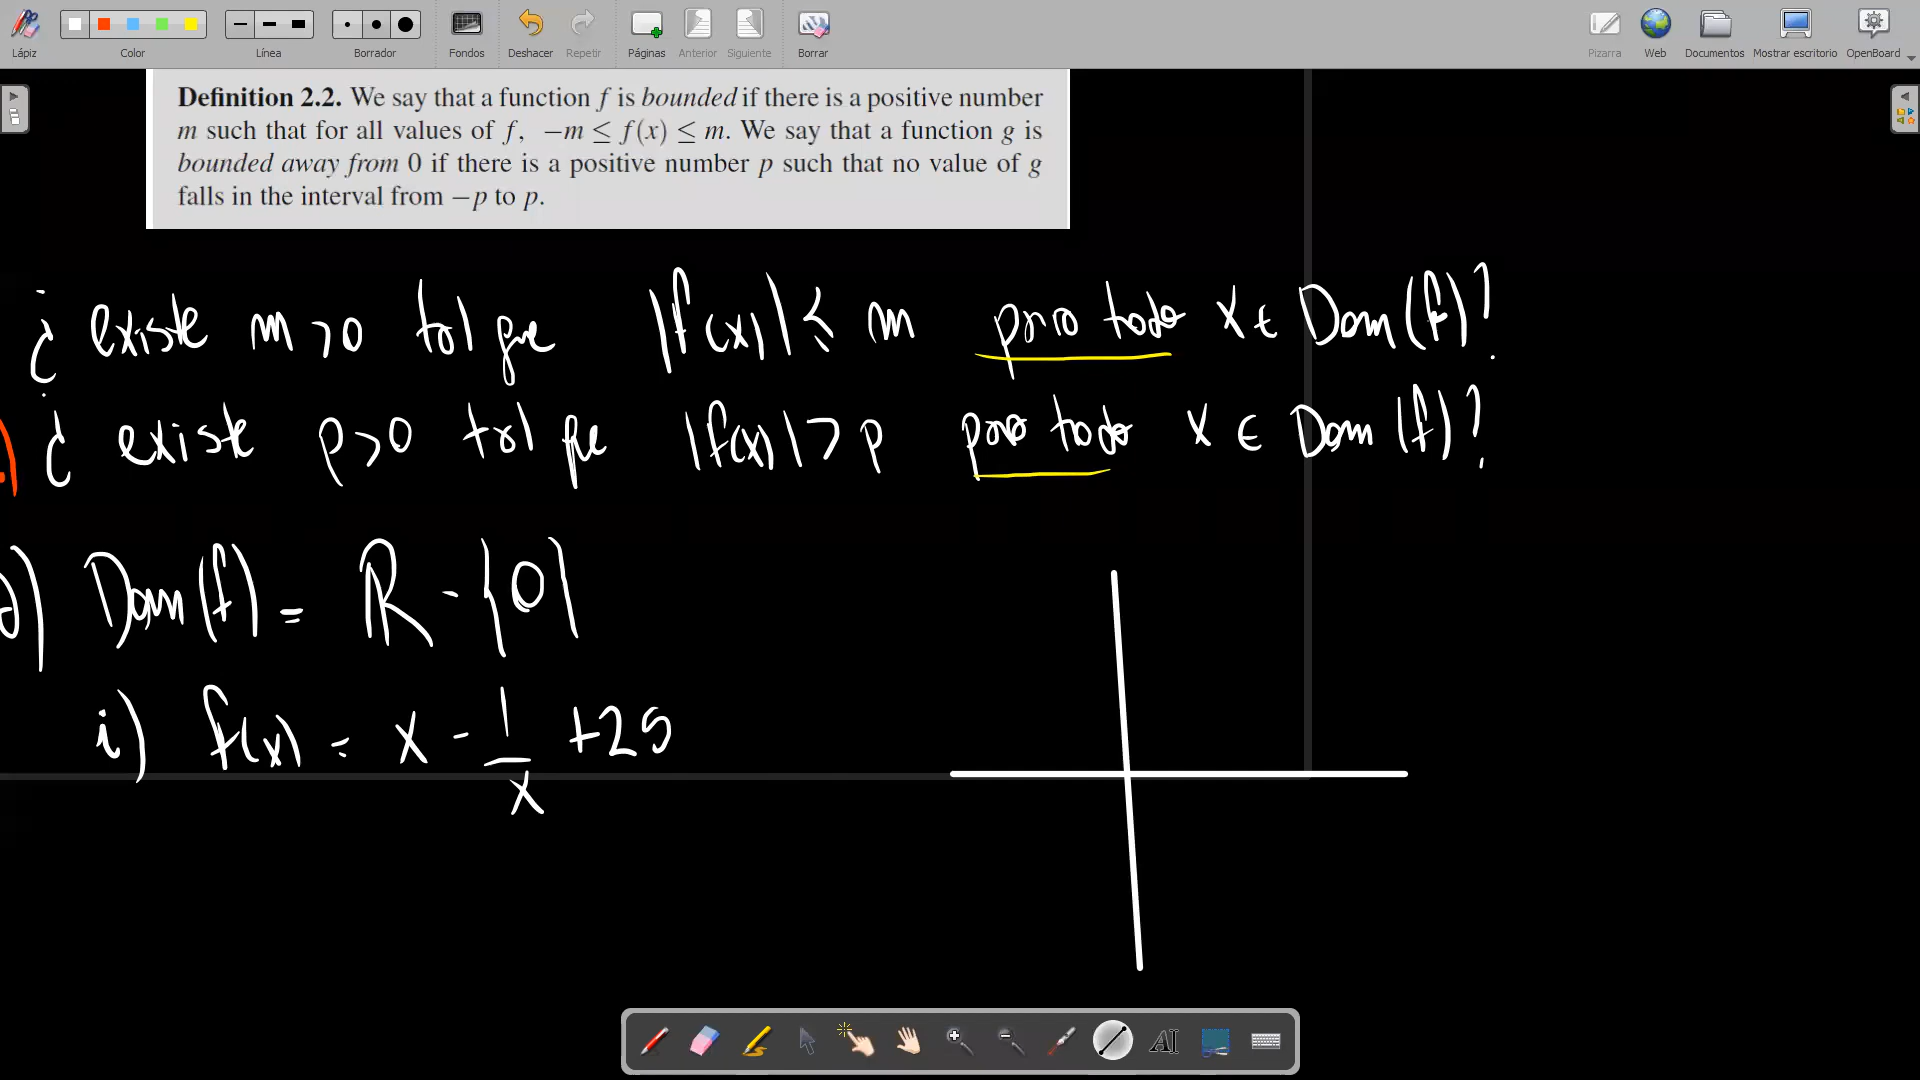 Lápiz Color Línea Borrador Fondos Deshacer Repetir Páginas Anterior Siguiente Borrar Pizarra Web Documentos Mostrar escritorio OpenBoard
Definition 2.2. We say that a function f is bounded if there is a positive number
m such that for all values of f, −m ≤ f(x) ≤ m. We say that a function g is
bounded away from 0 if there is a positive number p such that no value of g
falls in the interval from −p to p.
¿ existe m > 0 tal que |f(x)| ≤ m para todo x ∈ Dom(f)?
¿ existe p > 0 tal que |f(x)| > p para todo x ∈ Dom(f)?
a) Dom(f) = R - {0}
i) f(x) = x - 1/x + 25
AI